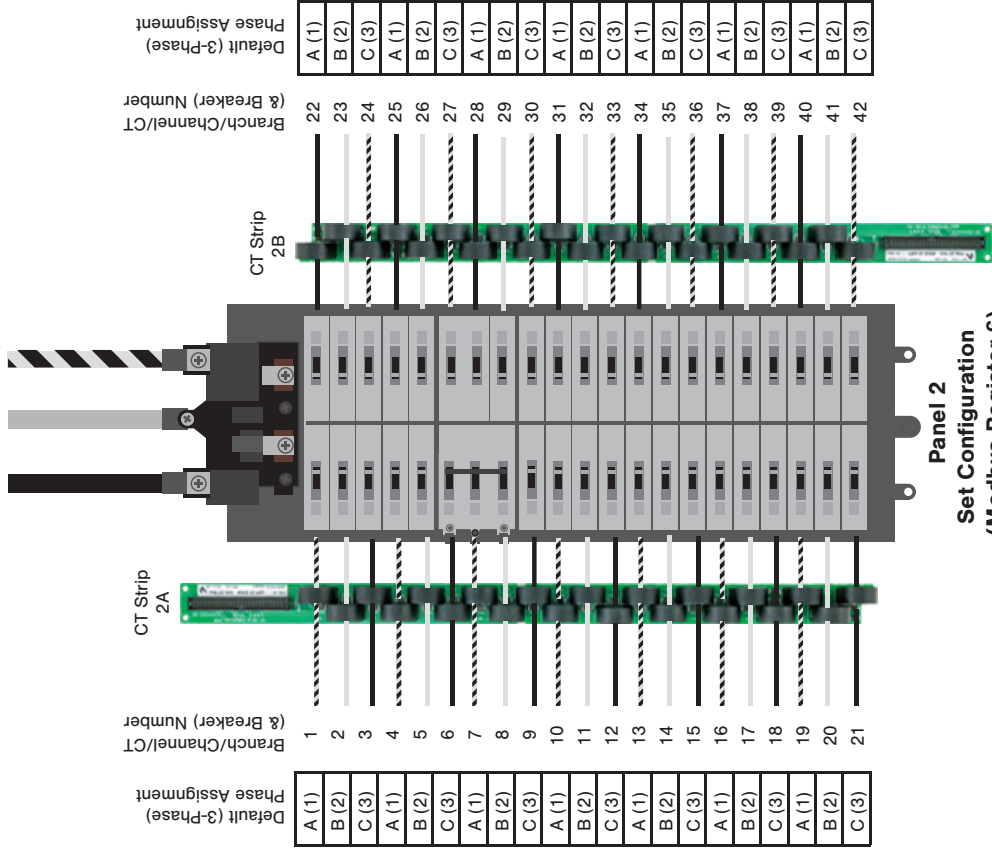 Default (3-Phase)
Phase Assignment
A (1)
B (2)
C (3)
A (1)
B (2)
C (3)
A (1)
B (2)
C (3)
A (1)
B (2)
C (3)
A (1)
B (2)
C (3)
A (1)
B (2)
C (3)
A (1)
B (2)
C (3)
Branch/Channel/CT
(& Breaker) Number
22
23
24
25
26
27
28
29
30
31
32
33
34
35
36
37
38
39
40
41
42
CT Strip
2B
CT Strip
2A
Branch/Channel/CT
(& Breaker) Number
1
2
3
4
5
6
7
8
9
10
11
12
13
14
15
16
17
18
19
20
21
Default (3-Phase)
Phase Assignment
A (1)
B (2)
C (3)
A (1)
B (2)
C (3)
A (1)
B (2)
C (3)
A (1)
B (2)
C (3)
A (1)
B (2)
C (3)
A (1)
B (2)
C (3)
A (1)
B (2)
C (3)
Panel 2
Set Configuration
(Modbus Register 6)